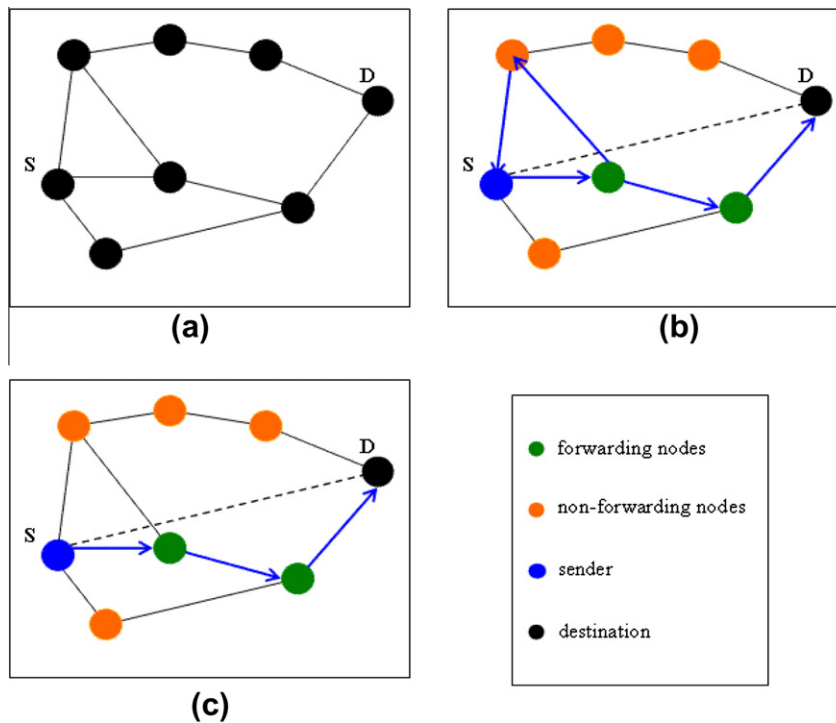 D
S
(a)
D
S
(b)
D
S
(c)
forwarding nodes
non-forwarding nodes
sender
destination